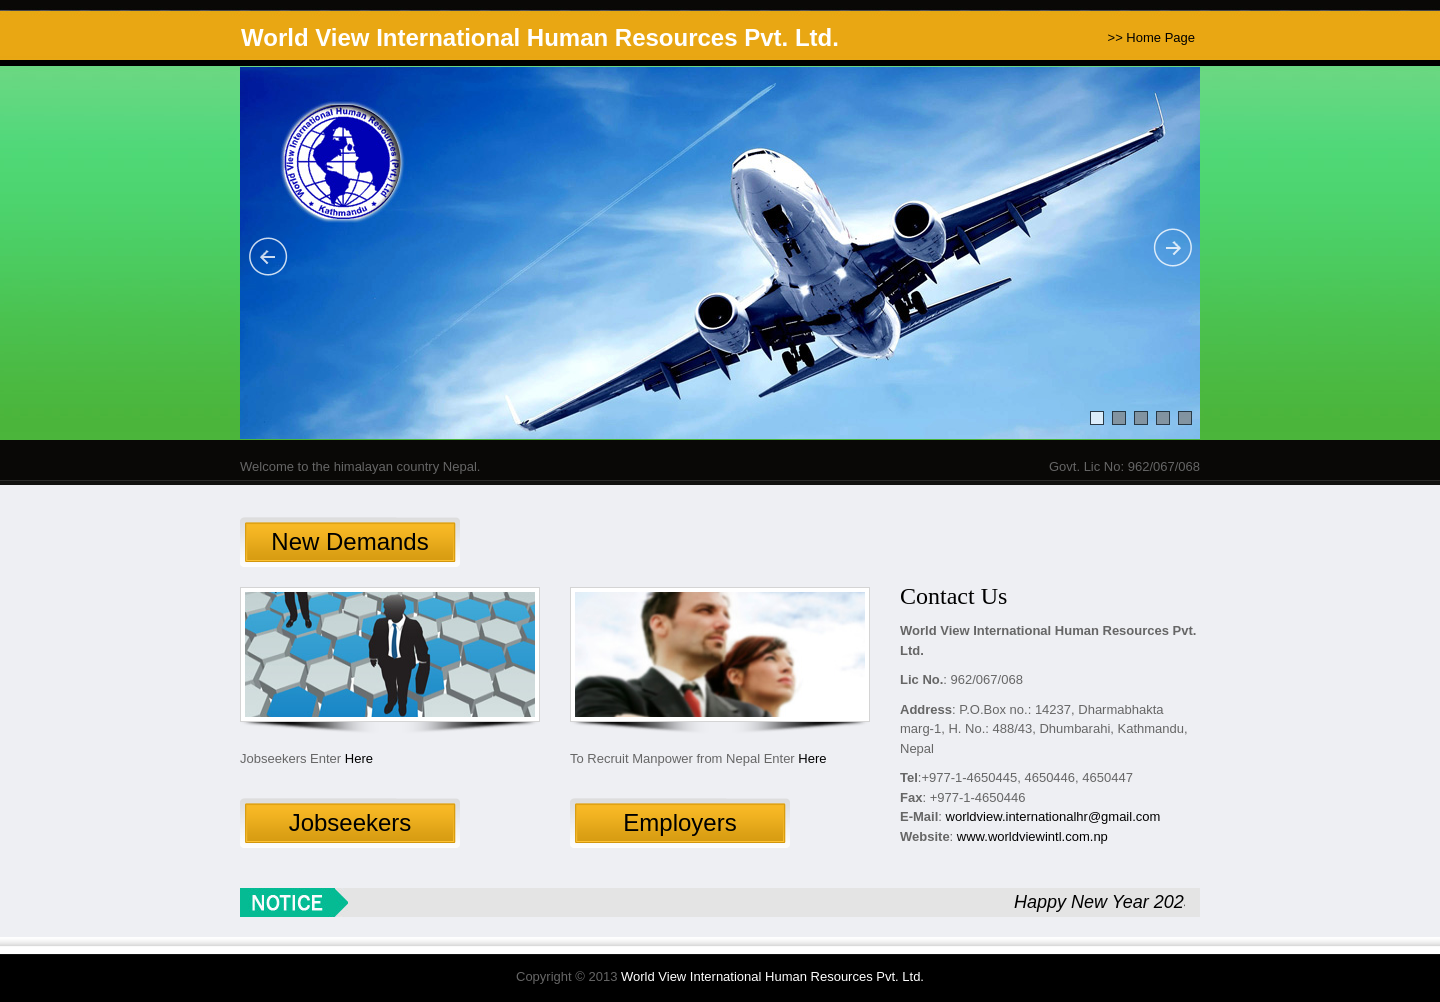 World View International Human Resources Pvt. Ltd.
>> Home Page
World View International Human Resources (Pvt.) Ltd
★ Kathmandu ★
Welcome to the himalayan country Nepal.
Govt. Lic No: 962/067/068
New Demands
Contact Us
World View International Human Resources Pvt.
Ltd.
Lic No.: 962/067/068
Address: P.O.Box no.: 14237, Dharmabhakta
marg-1, H. No.: 488/43, Dhumbarahi, Kathmandu,
Nepal
Tel:+977-1-4650445, 4650446, 4650447
Fax: +977-1-4650446
E-Mail: worldview.internationalhr@gmail.com
Website: www.worldviewintl.com.np
Jobseekers Enter Here
To Recruit Manpower from Nepal Enter Here
Jobseekers
Employers
NOTICE
Happy New Year
Copyright © 2013 World View International Human Resources Pvt. Ltd.